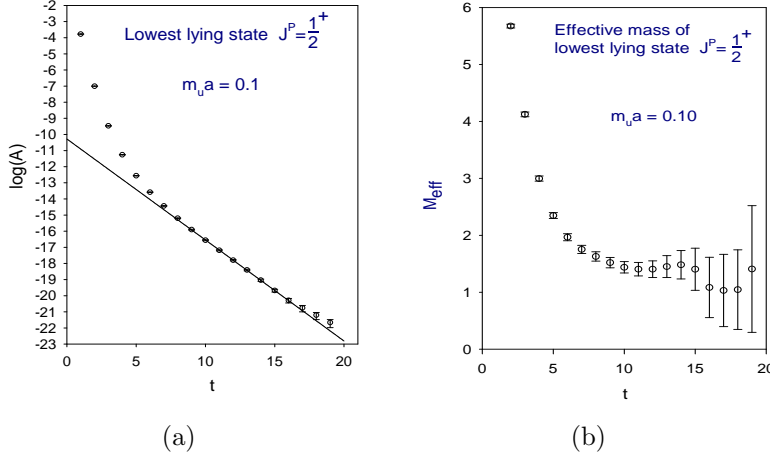 Lowest lying state J^P=1/2^+
m_u a = 0.1
log(A)
-2
-3
-4
-5
-6
-7
-8
-9
-10
-11
-12
-13
-14
-15
-16
-17
-18
-19
-20
-21
-22
-23
0 5 10 15 20
t
(a)
Effective mass of
lowest lying state J^P=1/2^+
m_u a = 0.10
M_eff
6
5
4
3
2
1
0
0 5 10 15 20
t
(b)